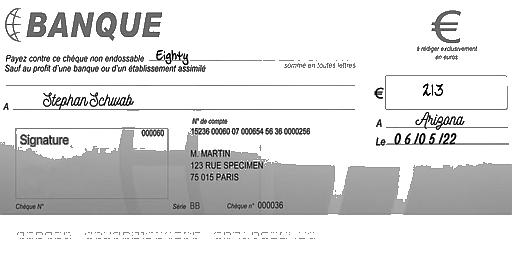 BANQUE
€
à rédiger exclusivement
en euros
Payez contre ce chèque non endossable Eighty
Sauf au profit d'une banque ou d'un établissement assimilé
somme en toutes lettres
€ 213
A Stephan Schwab
A Arizona
Le 06/05/22
Signature
000060
N° de compte
15236 00060 07 000654 56 36 0000256
M. MARTIN
123 RUE SPECIMEN
75 015 PARIS
Chèque N°
Série BB
Chèque n° 000036